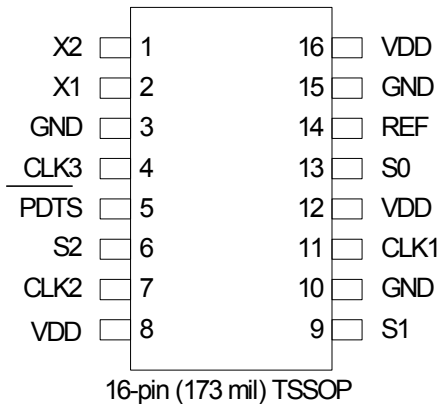 X2 1 16 VDD
X1 2 15 GND
GND 3 14 REF
CLK3 4 13 S0
PDTS 5 12 VDD
S2 6 11 CLK1
CLK2 7 10 GND
VDD 8 9 S1
16-pin (173 mil) TSSOP